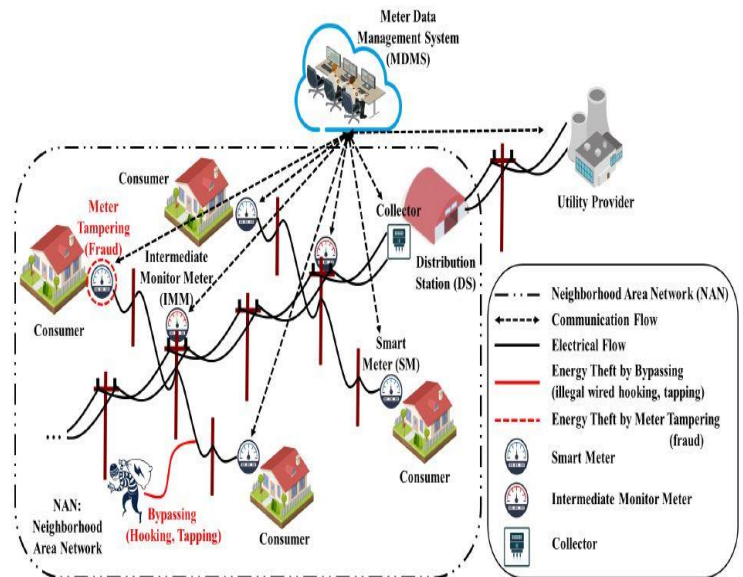 Meter Data
Management System
(MDMS)
Consumer
Meter
Tampering
(Fraud)
Intermediate
Monitor Meter
(IMM)
Consumer
Collector
Distribution
Station (DS)
Utility Provider
Smart
Meter (SM)
Consumer
Consumer
Bypassing
(Hooking, Tapping)
NAN:
Neighborhood
Area Network
Neighborhood Area Network (NAN)
Communication Flow
Electrical Flow
Energy Theft by Bypassing
(illegal wired hooking, tapping)
Energy Theft by Meter Tampering
(fraud)
Smart Meter
Intermediate Monitor Meter
Collector